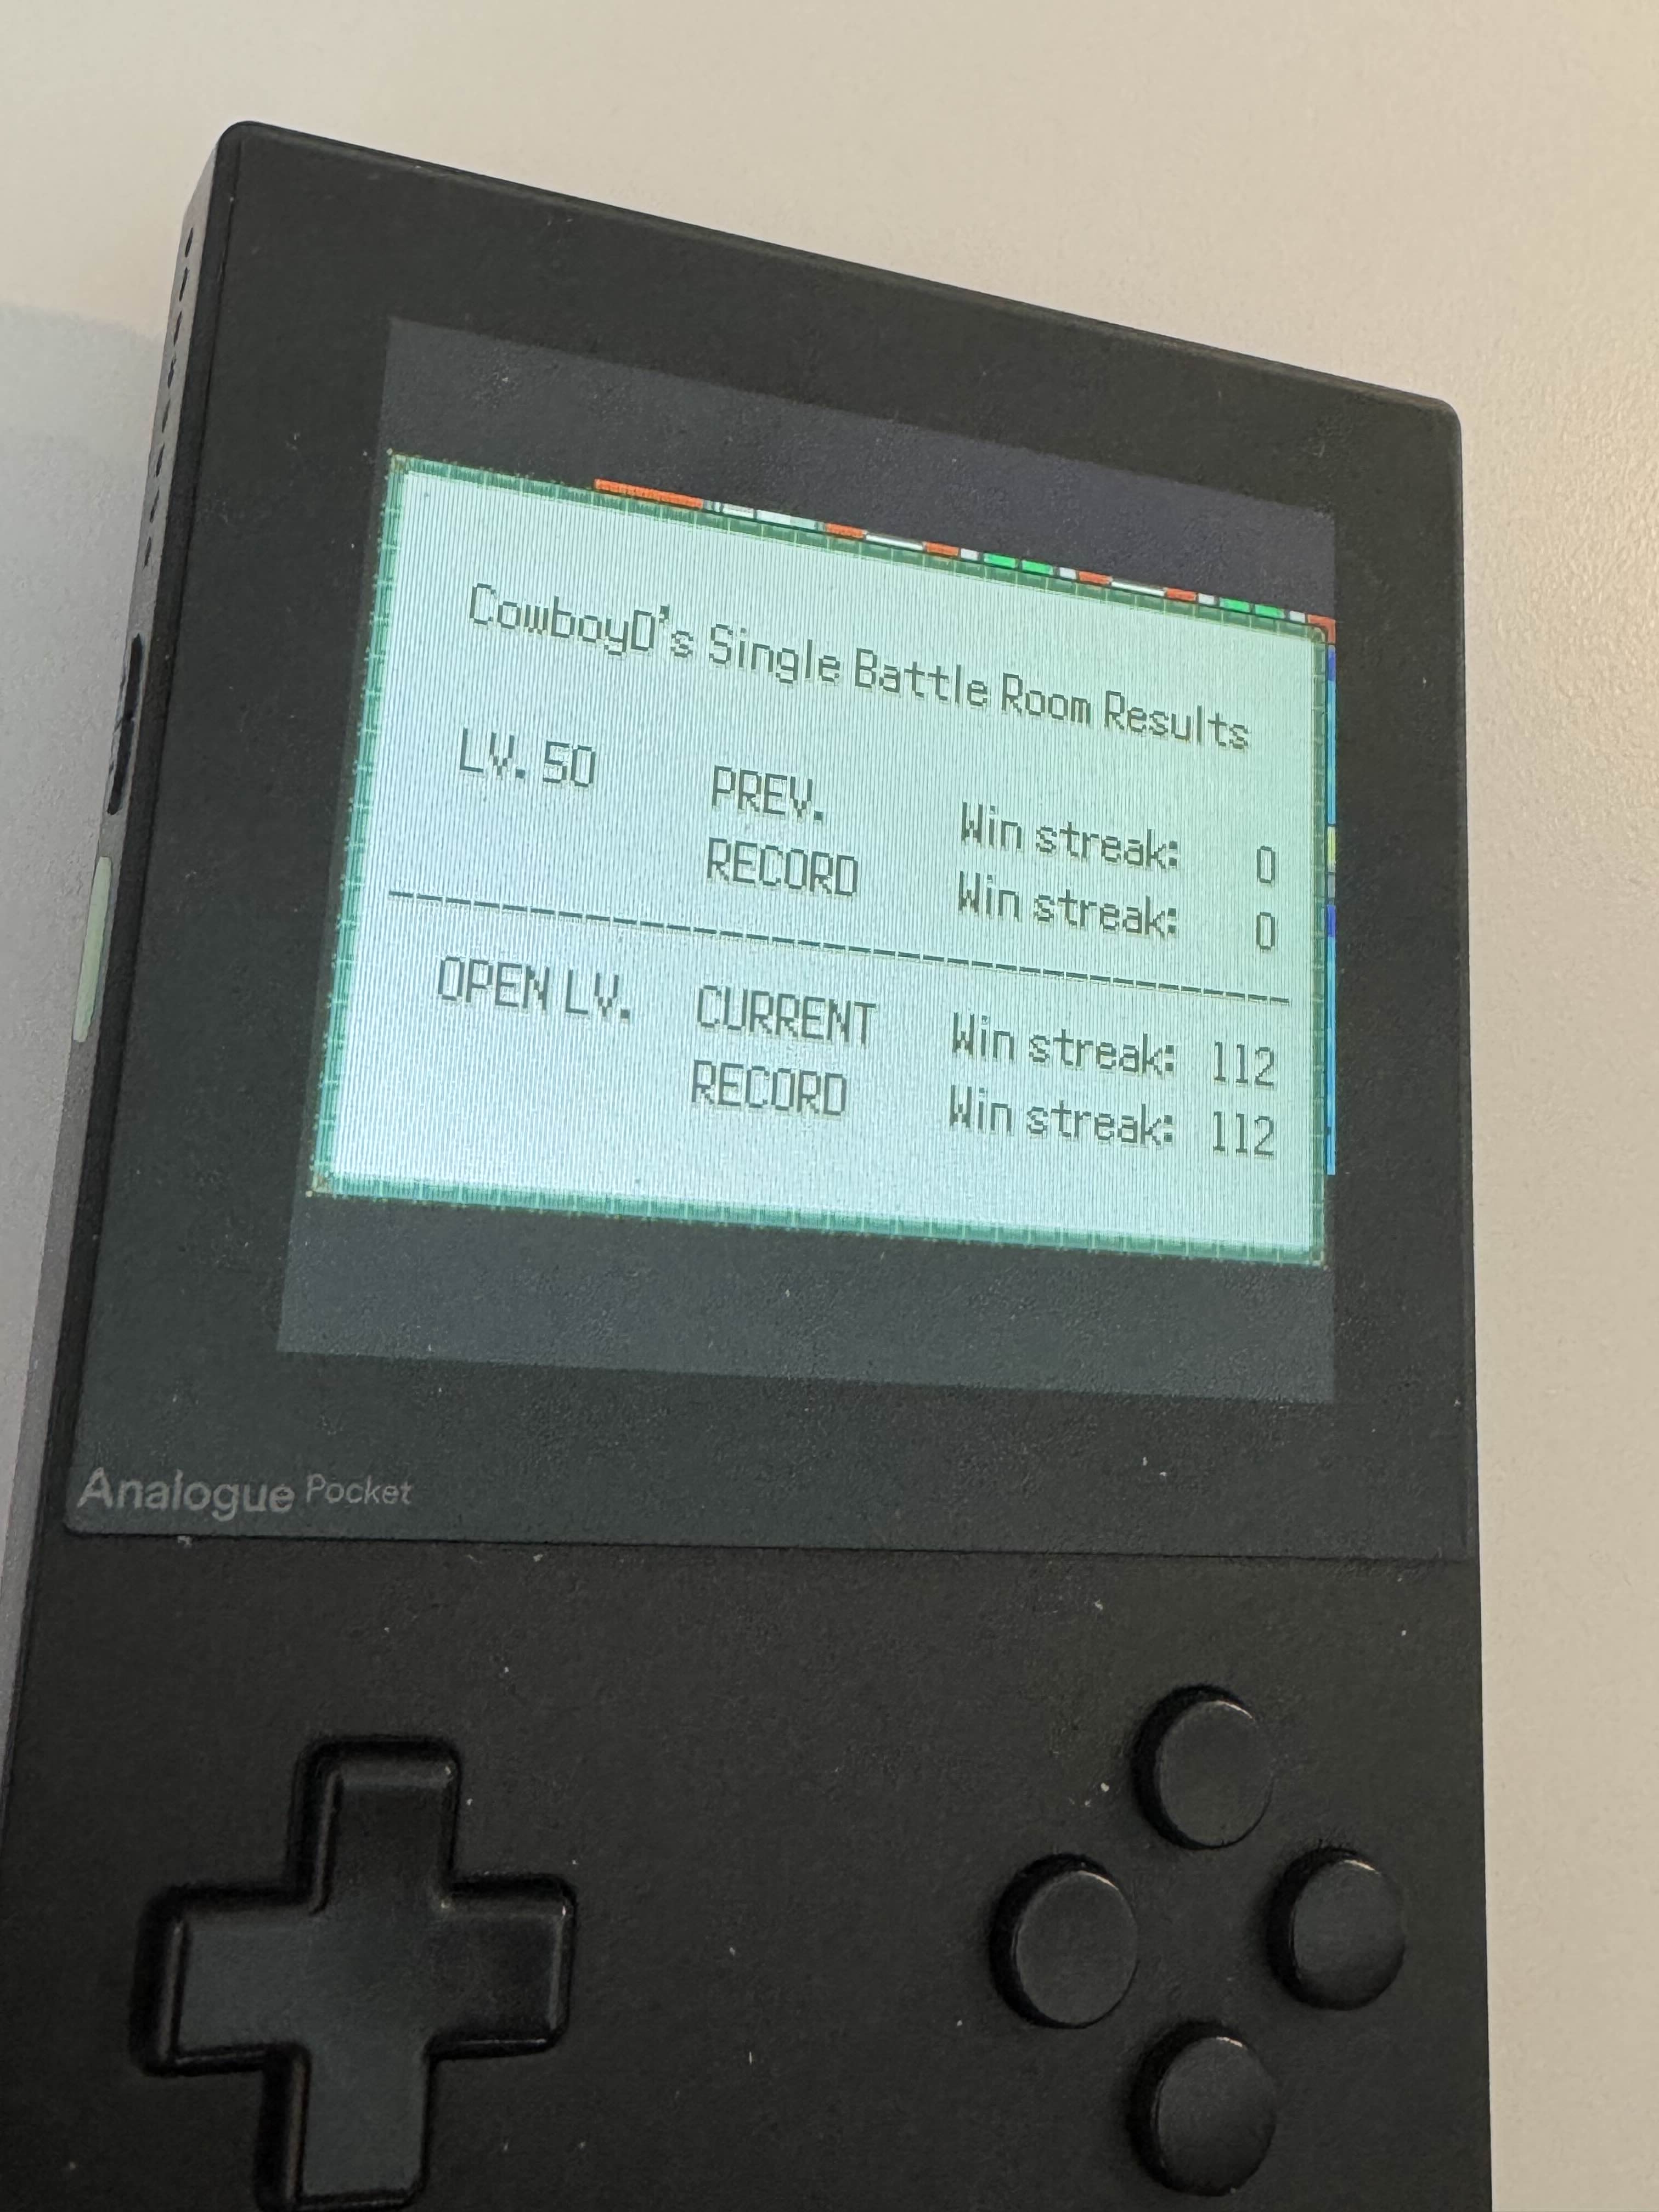 CowboyD's Single Battle Room Results
LV. 50 PREV. Win streak: 0
RECORD Win streak: 0
OPEN LV. CURRENT Win streak: 112
RECORD Win streak: 112
Analogue Pocket